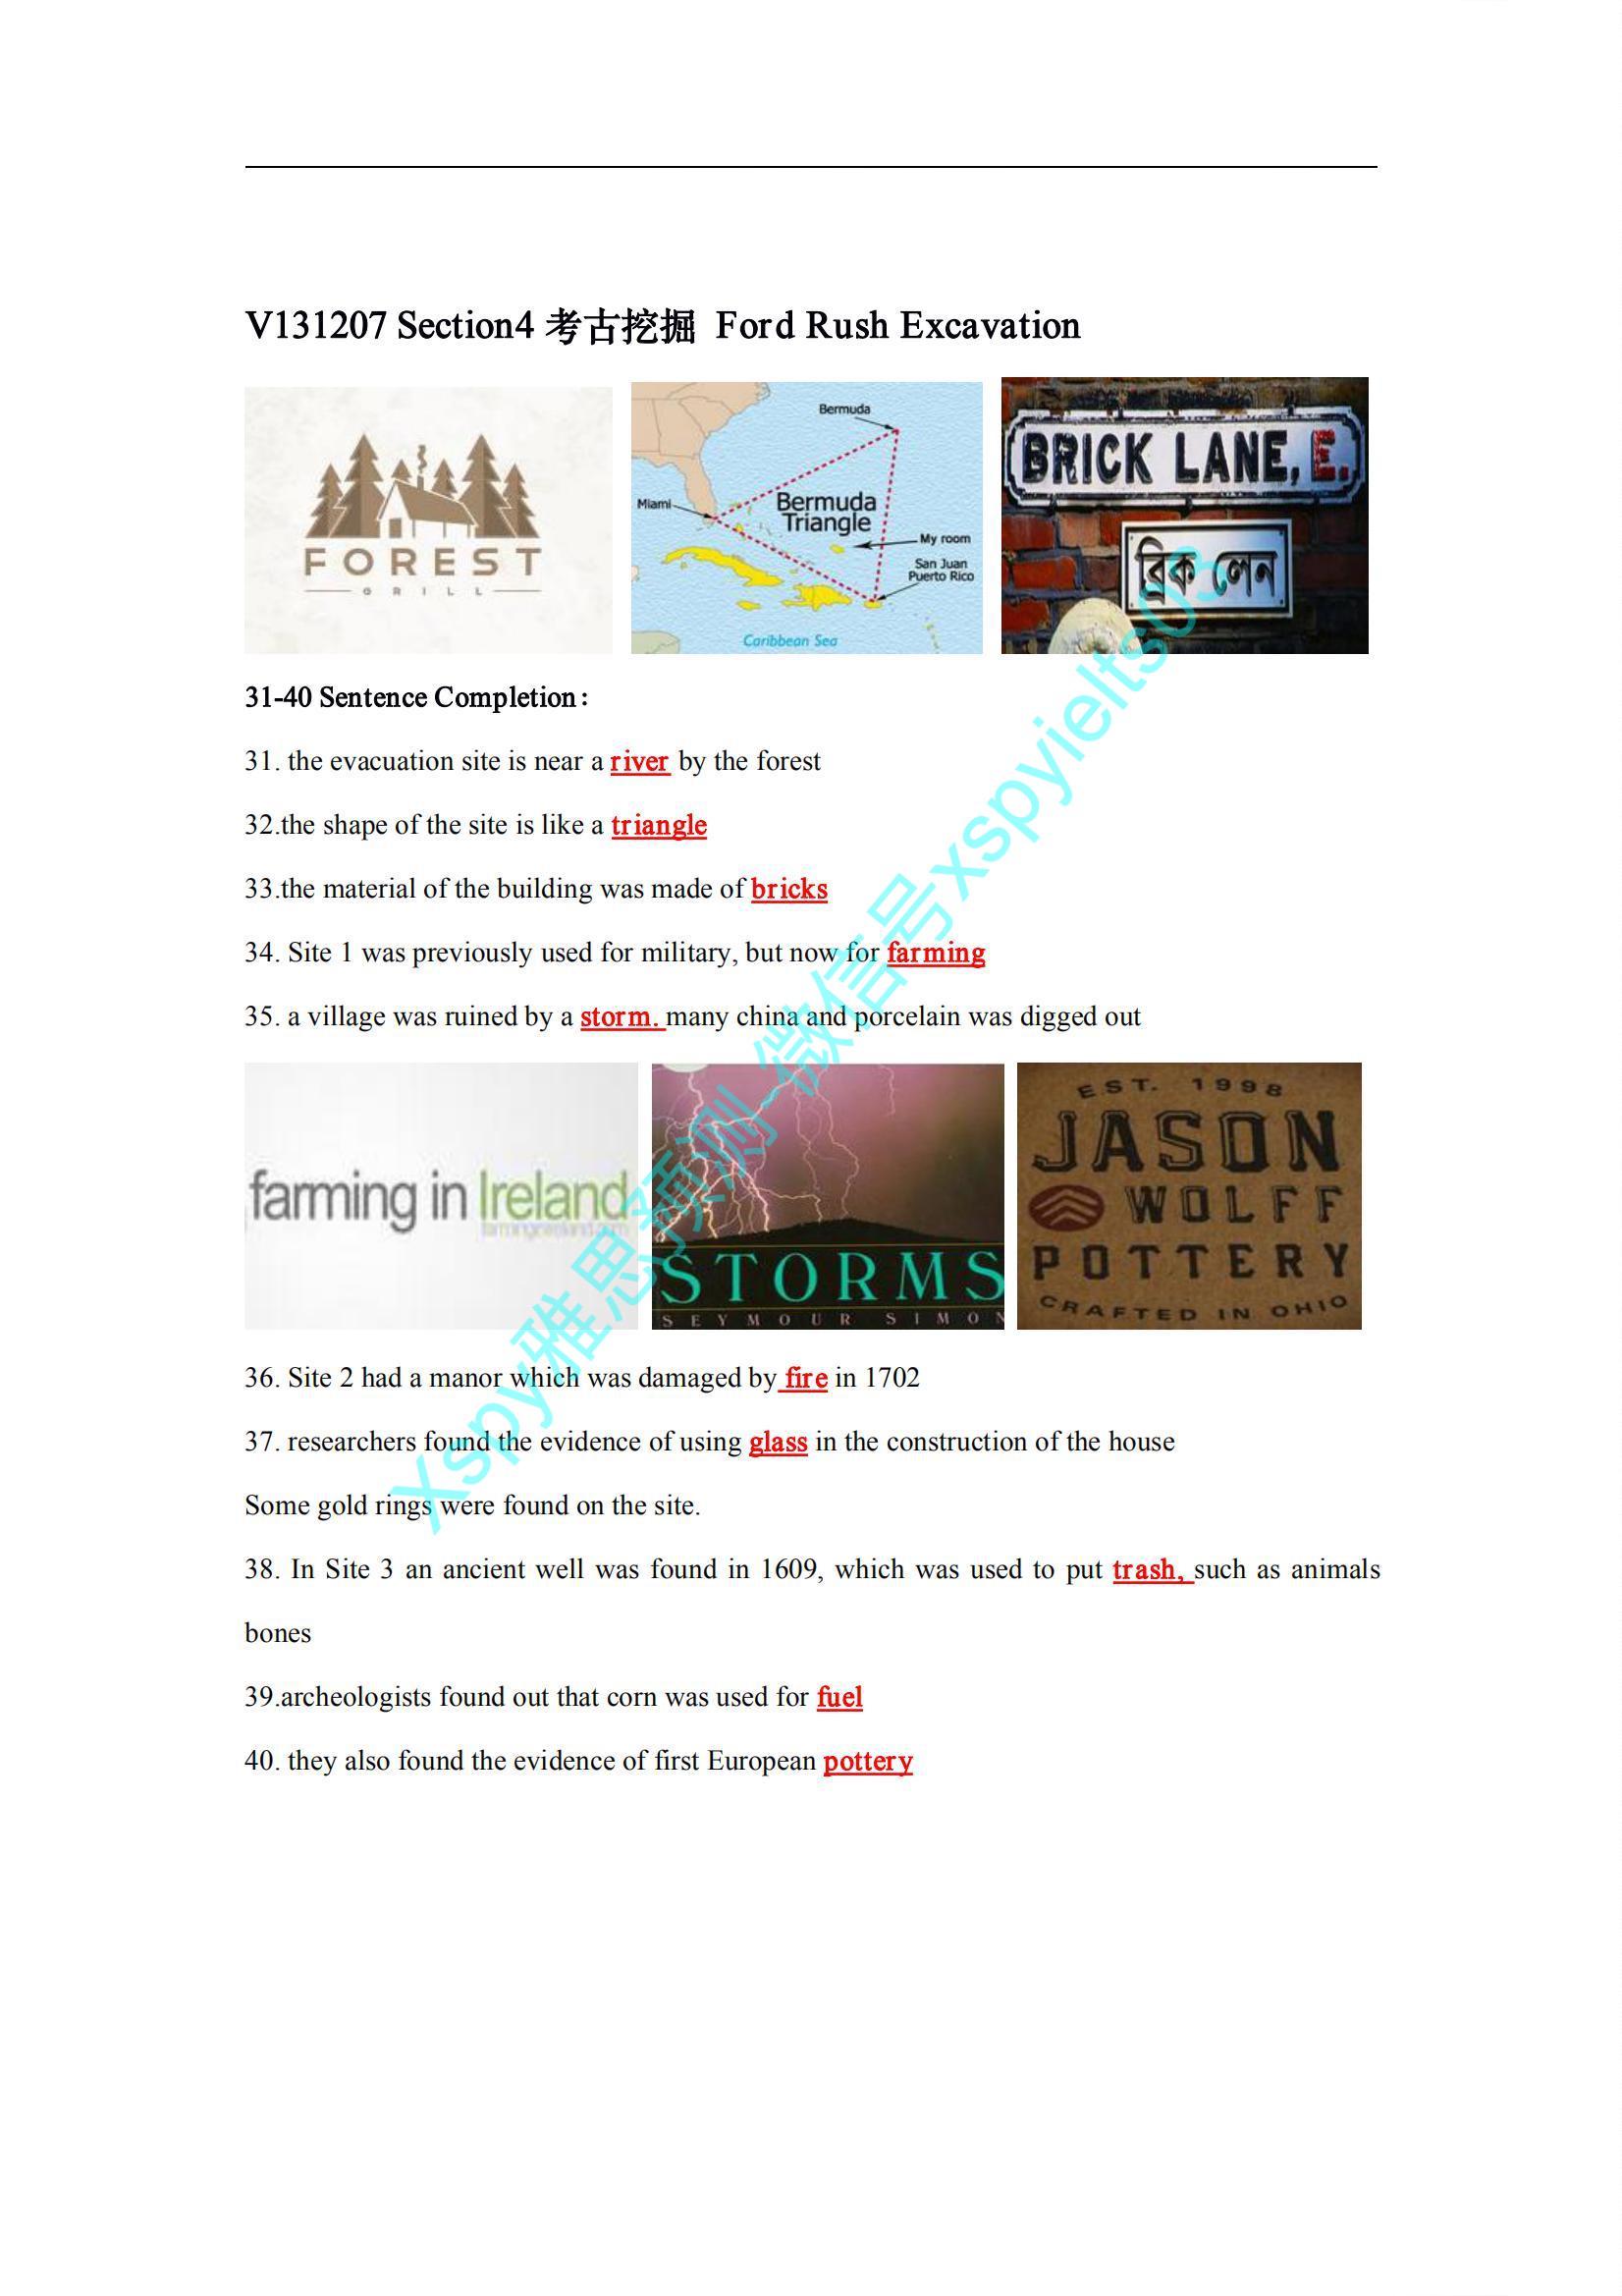 V131207 Section4 考古挖掘 Ford Rush Excavation
FOREST
GRILL
Bermuda
Miami
Bermuda
Triangle
My room
San Juan
Puerto Rico
Caribbean Sea
BRICK LANE, E.
ব্রিক লেন
31-40 Sentence Completion:
31. the evacuation site is near a river by the forest
32.the shape of the site is like a triangle
33.the material of the building was made of bricks
34. Site 1 was previously used for military, but now for farming
35. a village was ruined by a storm. many china and porcelain was digged out
farming in Ireland
STORMS
SEYMOUR SIMON
EST. 1998
JASON
WOLFF
POTTERY
CRAFTED IN OHIO
36. Site 2 had a manor which was damaged by fire in 1702
37. researchers found the evidence of using glass in the construction of the house
Some gold rings were found on the site.
38. In Site 3 an ancient well was found in 1609, which was used to put trash, such as animals
bones
39.archeologists found out that corn was used for fuel
40. they also found the evidence of first European pottery
Xspy雅思预测-微信号xspyielts03